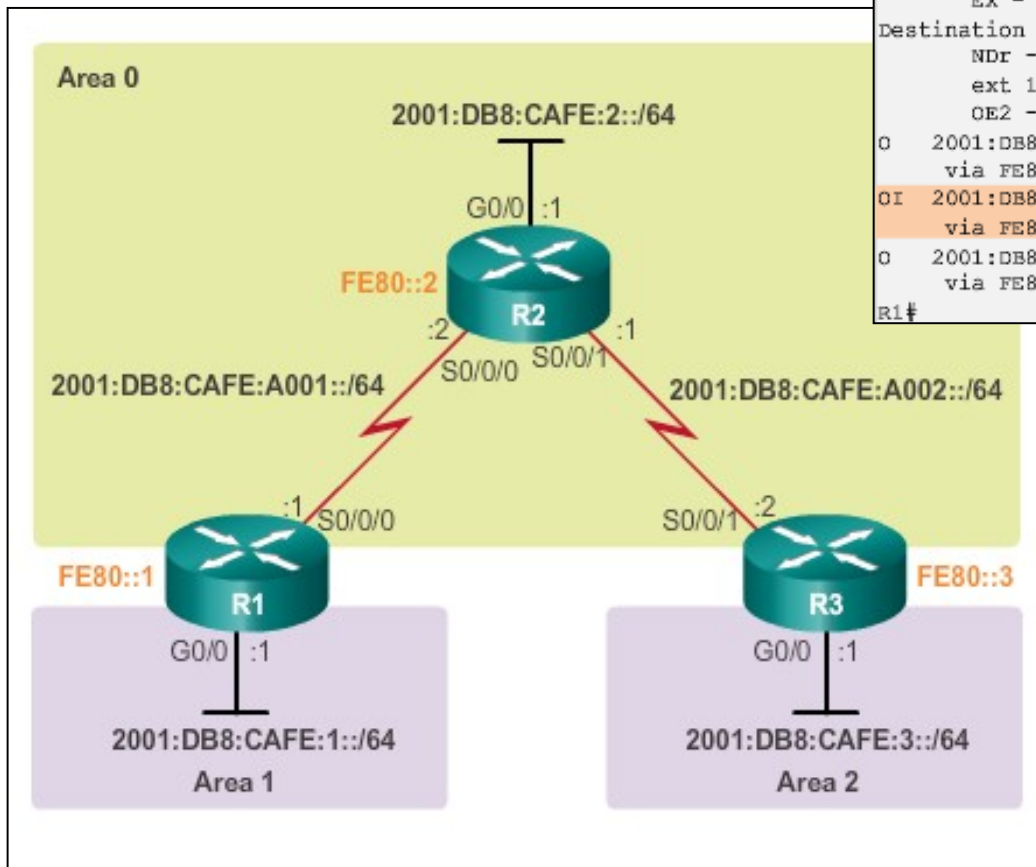 Ex -
Destination
NDr -
ext 1
OE2 -
O 2001:DB8
via FE8
OI 2001:DB8
via FE8
O 2001:DB8
via FE8
R1#
Area 0
2001:DB8:CAFE:2::/64
G0/0 :1
FE80::2
R2
:2 :1
S0/0/0 S0/0/1
2001:DB8:CAFE:A001::/64 2001:DB8:CAFE:A002::/64
:1 S0/0/0 S0/0/1 :2
FE80::1 FE80::3
R1 R3
G0/0 :1 G0/0 :1
2001:DB8:CAFE:1::/64 2001:DB8:CAFE:3::/64
Area 1 Area 2